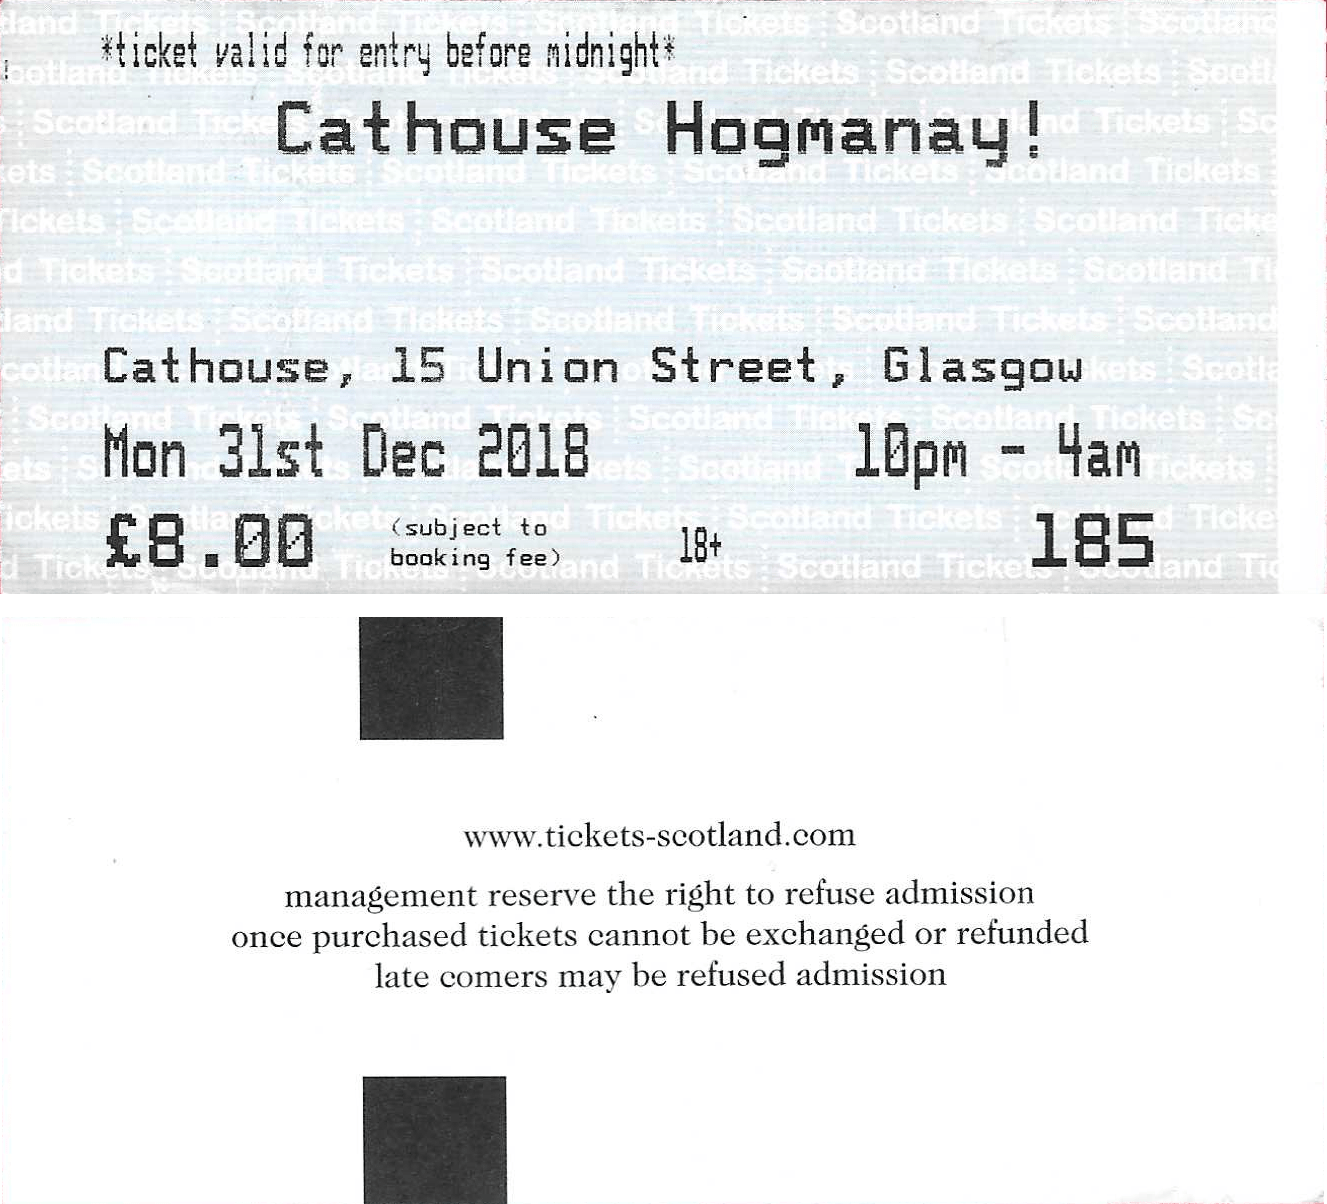 *ticket valid for entry before midnight*
Cathouse Hogmanay!
Cathouse, 15 Union Street, Glasgow
Mon 31st Dec 2018 10pm - 4am
£8.00 (subject to booking fee) 18+ 185
www.tickets-scotland.com
management reserve the right to refuse admission
once purchased tickets cannot be exchanged or refunded
late comers may be refused admission